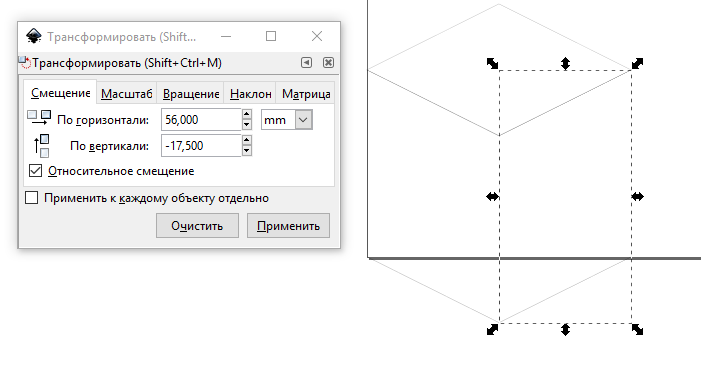 Трансформировать (Shift...
Трансформировать (Shift+Ctrl+M)
Смещение Масштаб Вращение Наклон Матрица
По горизонтали: 56,000 mm
По вертикали: -17,500
Относительное смещение
Применить к каждому объекту отдельно
Очистить Применить